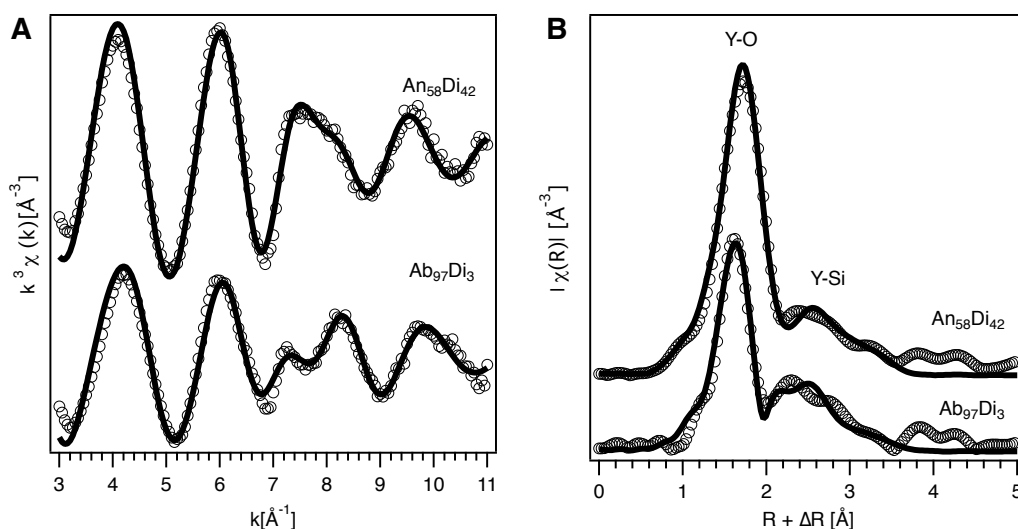 A
An₅₈Di₄₂
Ab₉₇Di₃
k³ χ (k) [Å⁻³]
3 4 5 6 7 8 9 10 11
k[Å⁻¹]
B
Y-O
Y-Si
An₅₈Di₄₂
Ab₉₇Di₃
| χ(R)| [Å⁻³]
0 1 2 3 4 5
R + ΔR [Å]